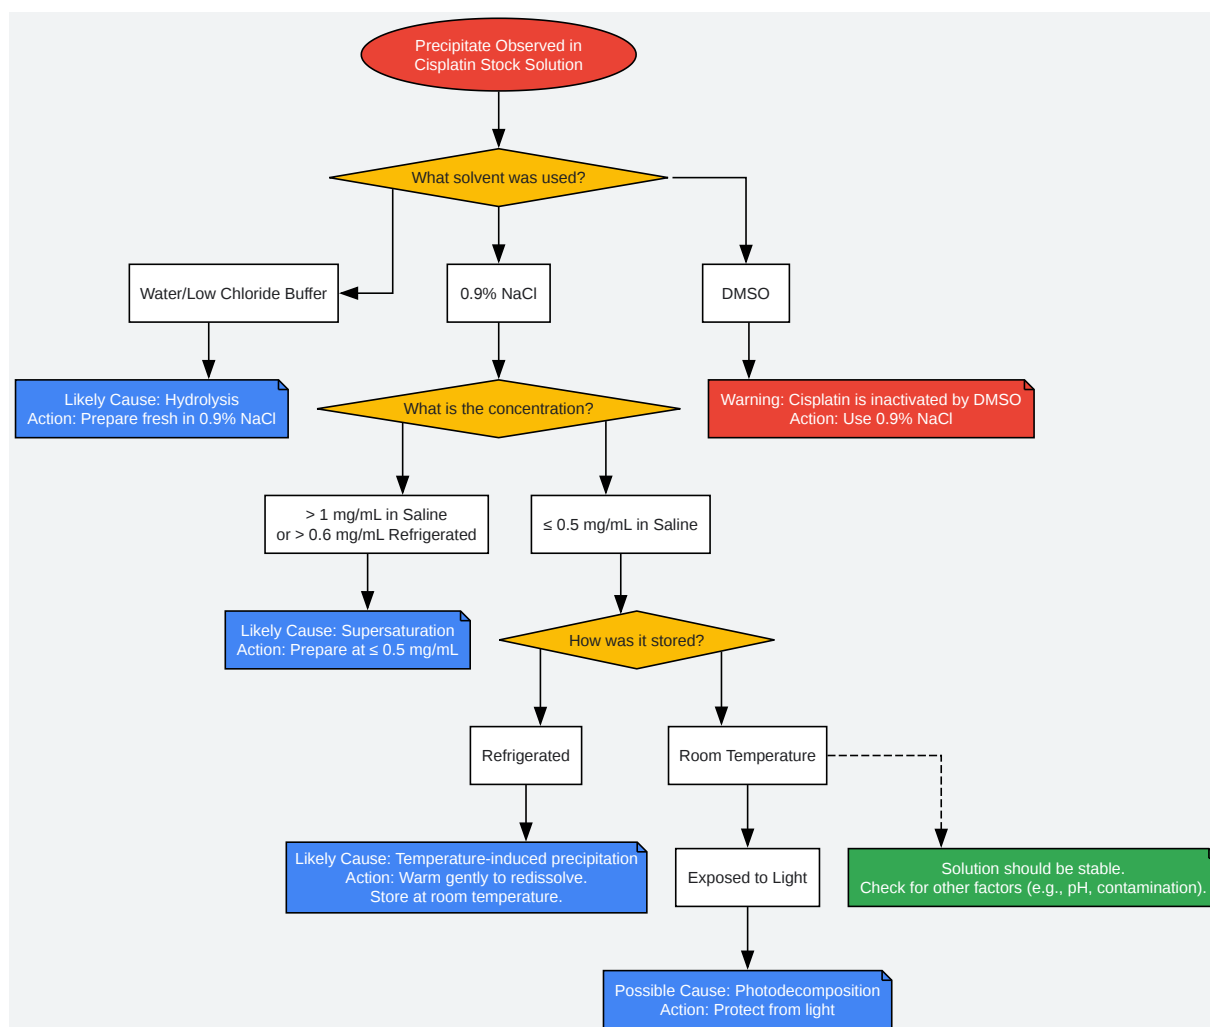 Precipitate Observed in
Cisplatin Stock Solution
What solvent was used?
Water/Low Chloride Buffer
0.9% NaCl
DMSO
Likely Cause: Hydrolysis
Action: Prepare fresh in 0.9% NaCl
What is the concentration?
Warning: Cisplatin is inactivated by DMSO
Action: Use 0.9% NaCl
> 1 mg/mL in Saline
or > 0.6 mg/mL Refrigerated
≤ 0.5 mg/mL in Saline
Likely Cause: Supersaturation
Action: Prepare at ≤ 0.5 mg/mL
How was it stored?
Refrigerated
Room Temperature
Likely Cause: Temperature-induced precipitation
Action: Warm gently to redissolve.
Store at room temperature.
Exposed to Light
Solution should be stable.
Check for other factors (e.g., pH, contamination).
Possible Cause: Photodecomposition
Action: Protect from light